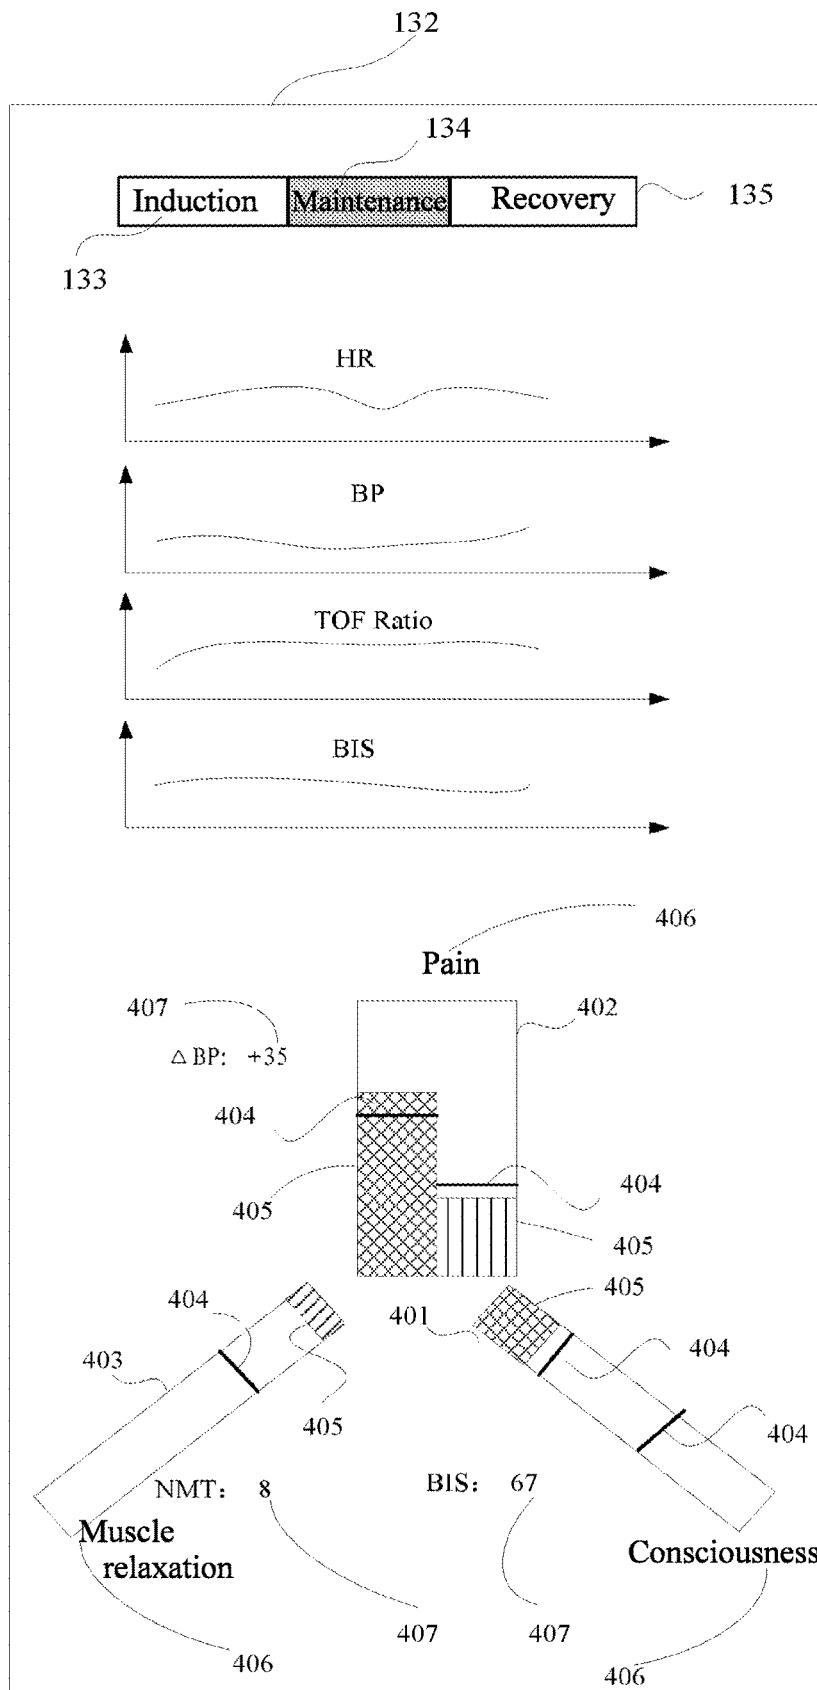 132
134
Induction
Maintenance
Recovery
135
133
HR
BP
TOF Ratio
BIS
406
Pain
407
402
△ BP: +35
404
404
405
405
405
404
401
404
403
405
404
NMT: 8
BIS: 67
Muscle
relaxation
Consciousness
407
407
406
406